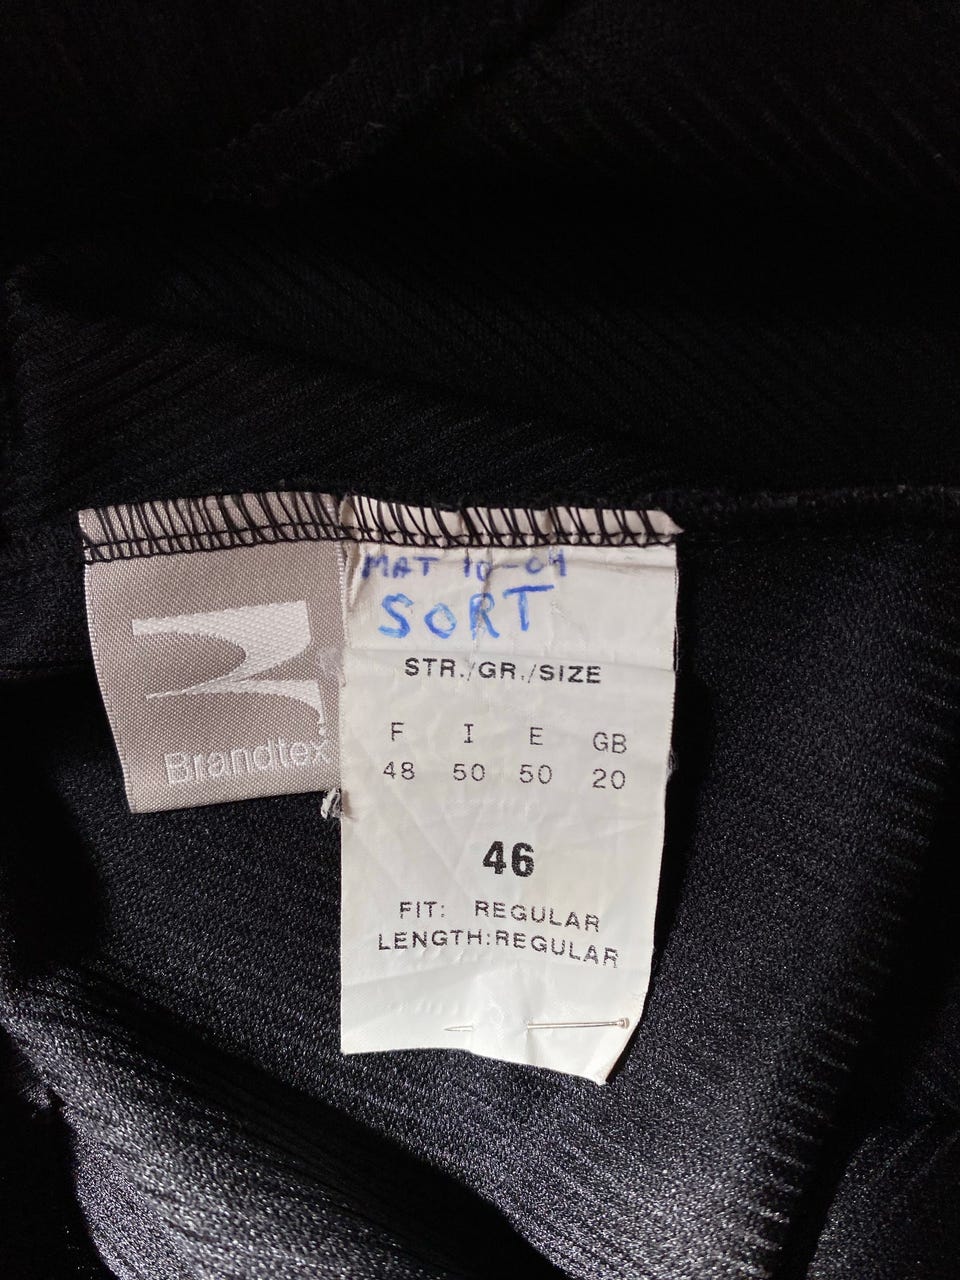 Brandtex
MAT 10-04
SORT
STR./GR./SIZE
F I E GB
48 50 50 20
46
FIT: REGULAR
LENGTH:REGULAR